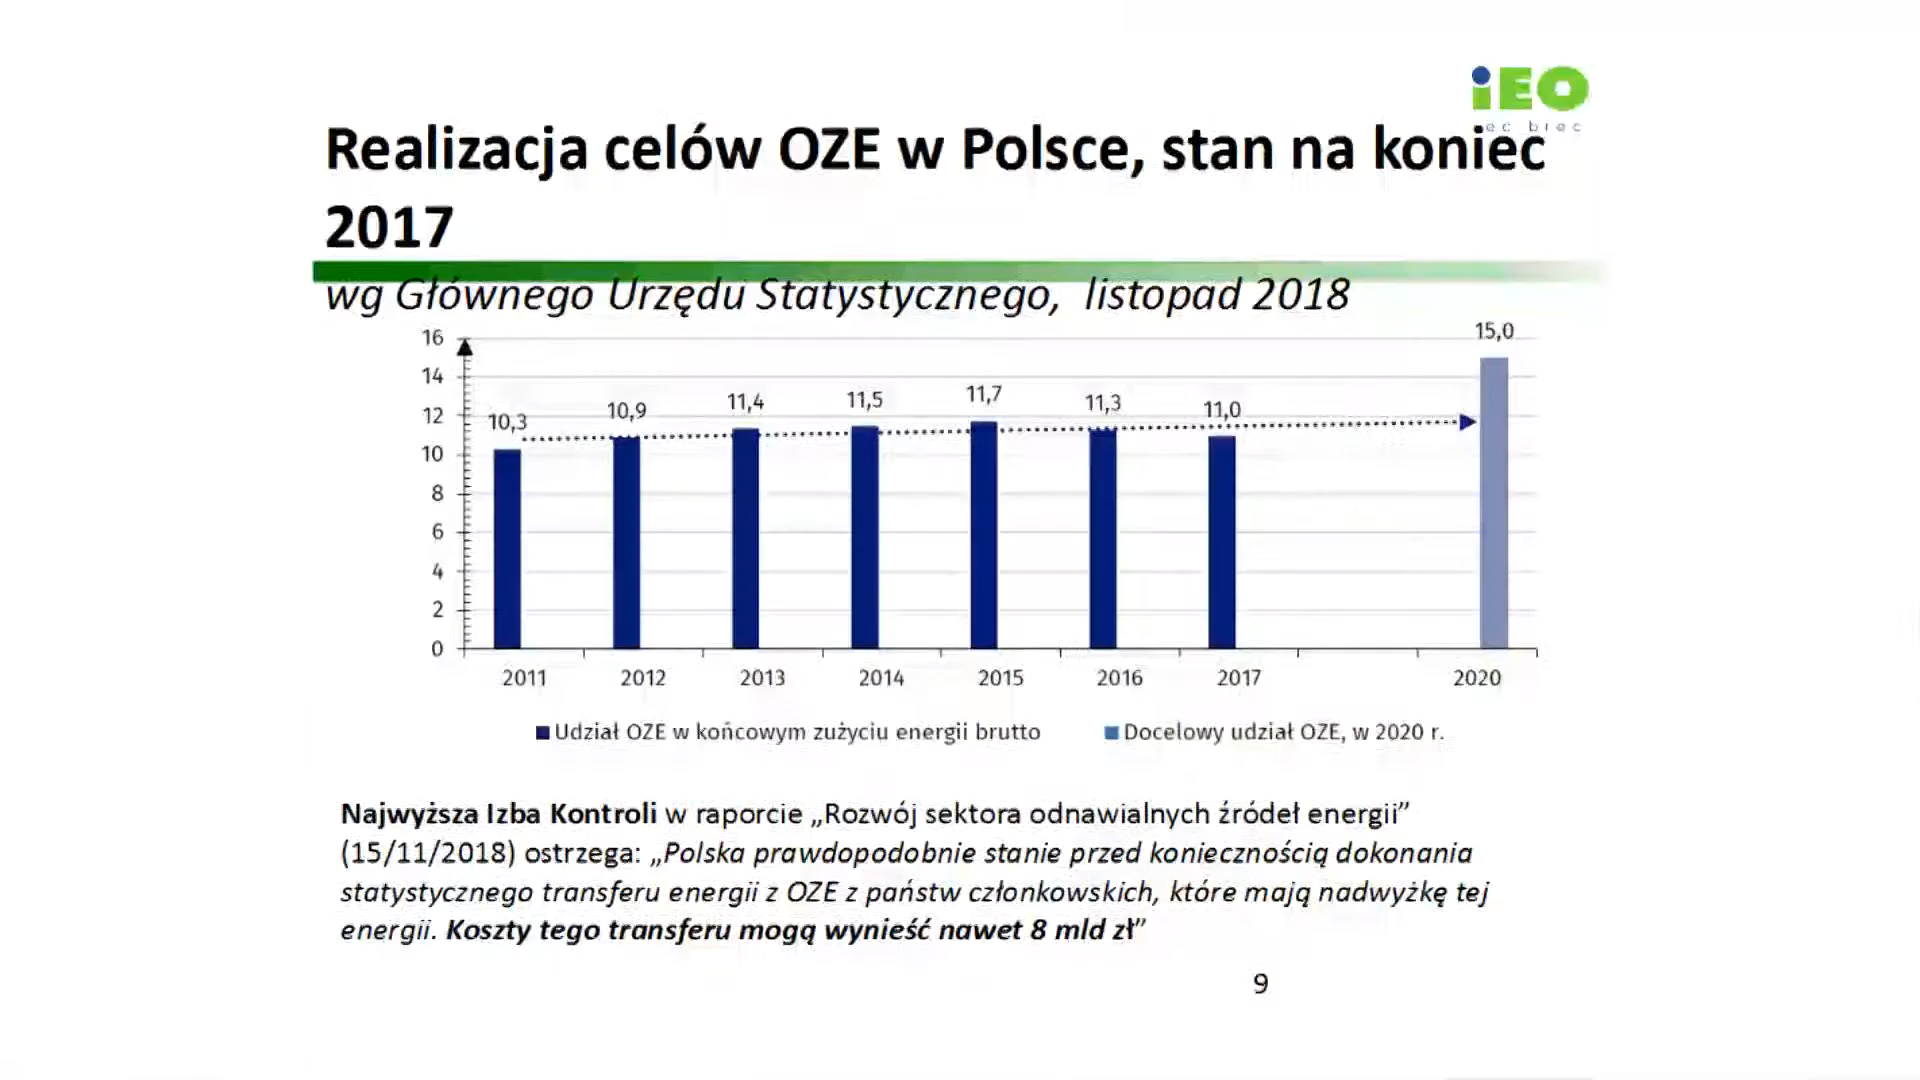 iEO
ec brec
Realizacja celów OZE w Polsce, stan na koniec
2017
wg Głównego Urzędu Statystycznego, listopad 2018
16
14
12
10
8
6
4
2
0
10,3
10,9
11,4
11,5
11,7
11,3
11,0
15,0
2011 2012 2013 2014 2015 2016 2017 2020
Udział OZE w końcowym zużyciu energii brutto Docelowy udział OZE, w 2020 r.
Najwyższa Izba Kontroli w raporcie „Rozwój sektora odnawialnych źródeł energii”
(15/11/2018) ostrzega: „Polska prawdopodobnie stanie przed koniecznością dokonania
statystycznego transferu energii z OZE z państw członkowskich, które mają nadwyżkę tej
energii. Koszty tego transferu mogą wynieść nawet 8 mld zł”
9